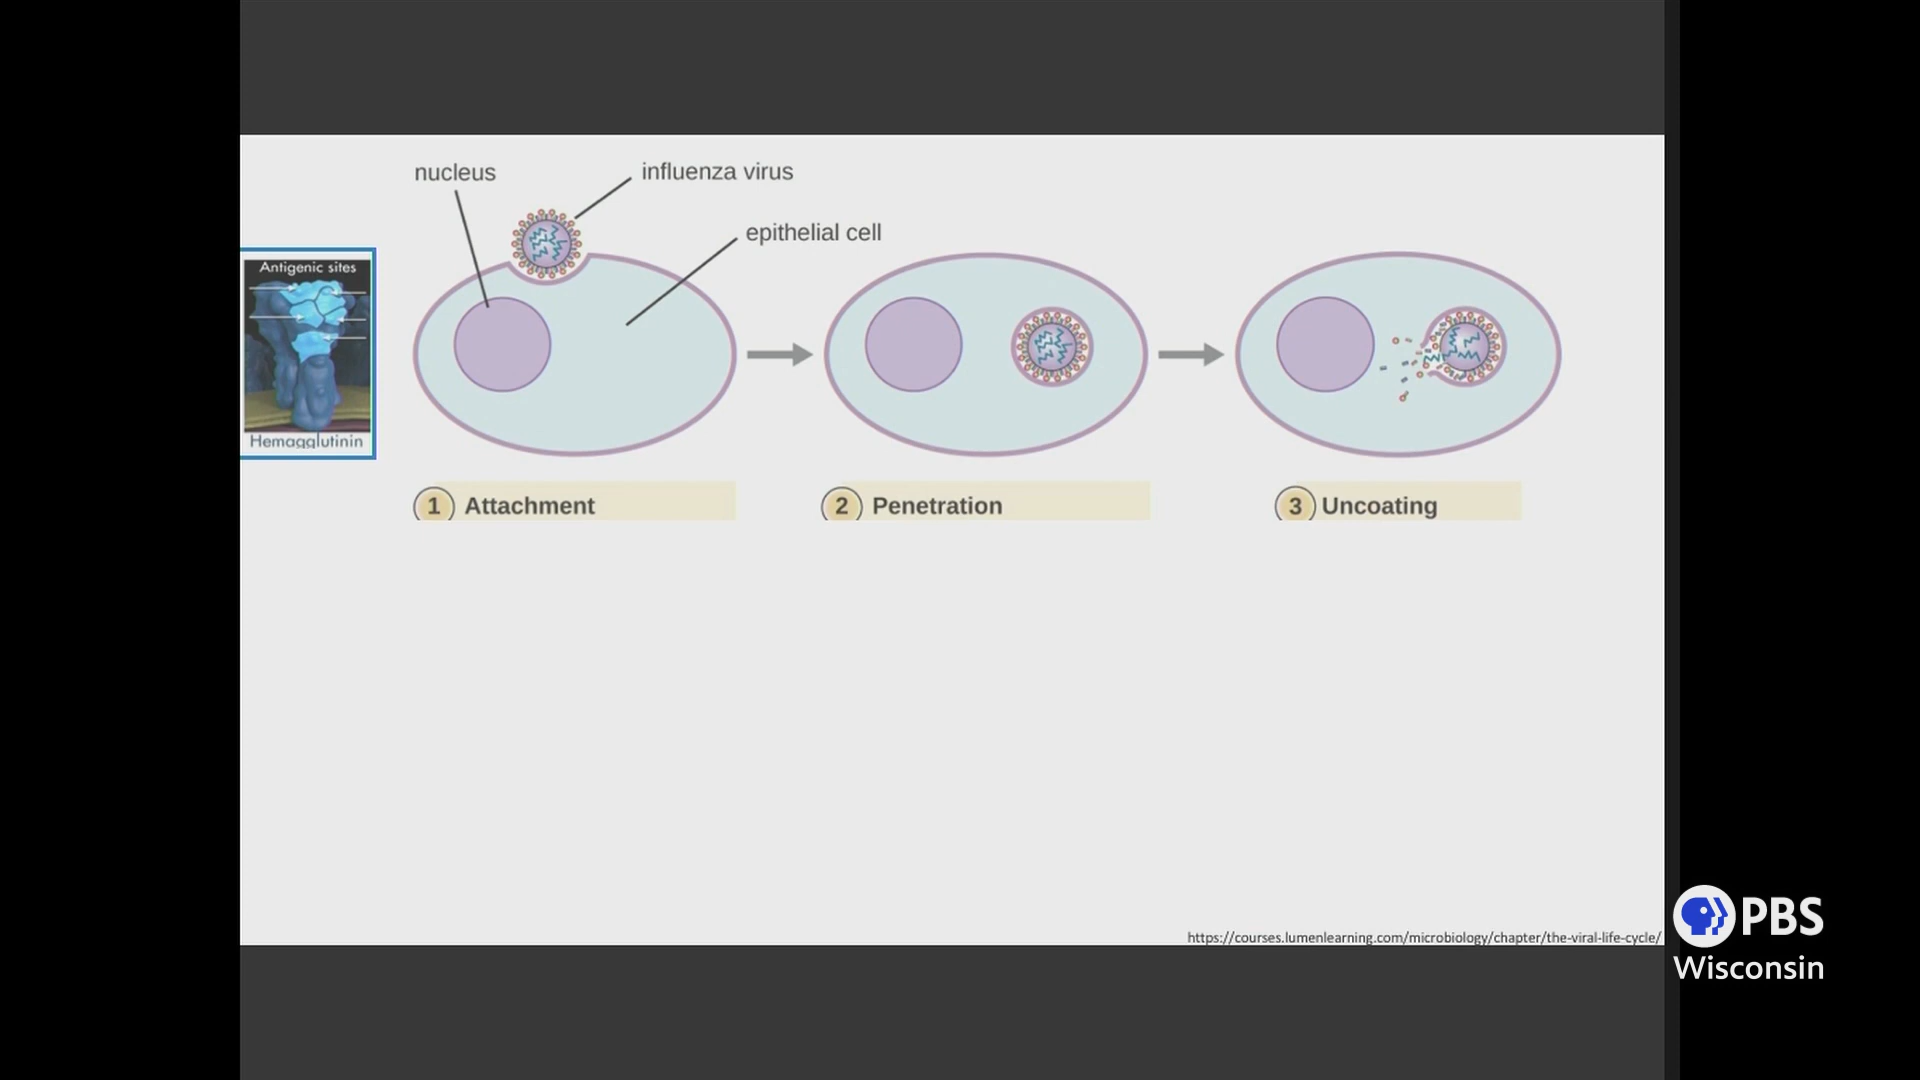 nucleus
influenza virus
epithelial cell
Antigenic sites
Hemagglutinin
1 Attachment
2 Penetration
3 Uncoating
https://courses.lumenlearning.com/microbiology/chapter/the-viral-life-cycle/
PBS
Wisconsin